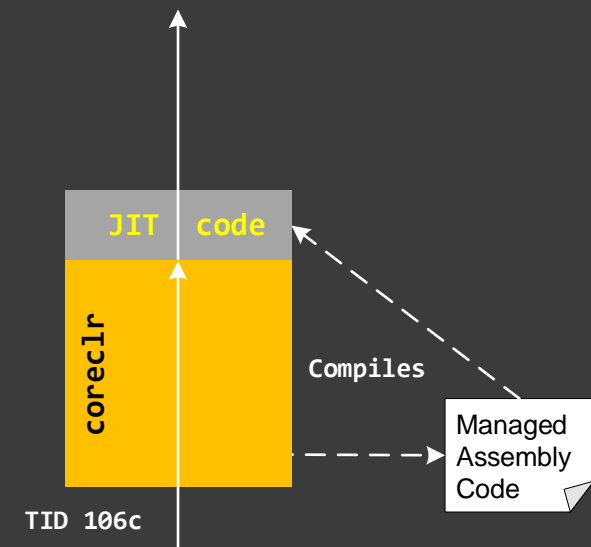 JIT code
coreclr
Compiles
Managed
Assembly
Code
TID 106c